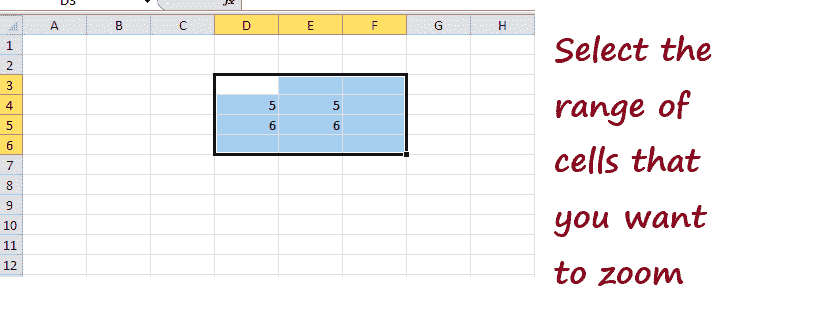 D3 fx
A B C D E F G H
1
2
3
4 5 5
5 6 6
6
7
8
9
10
11
12
Select the
range of
cells that
you want
to zoom